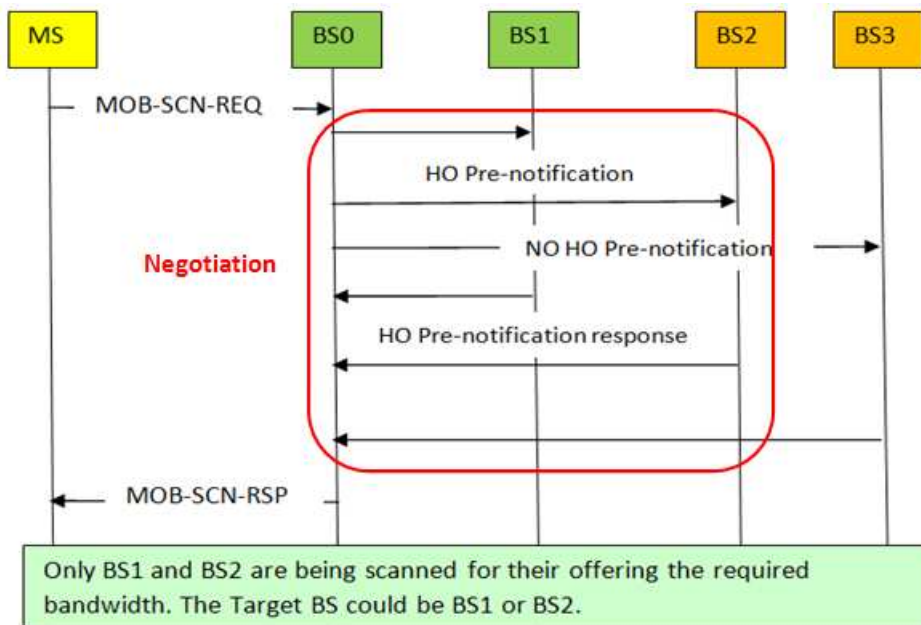 MS
BS0
BS1
BS2
BS3
MOB-SCN-REQ
HO Pre-notification
NO HO Pre-notification
Negotiation
HO Pre-notification response
MOB-SCN-RSP
Only BS1 and BS2 are being scanned for their offering the required
bandwidth. The Target BS could be BS1 or BS2.